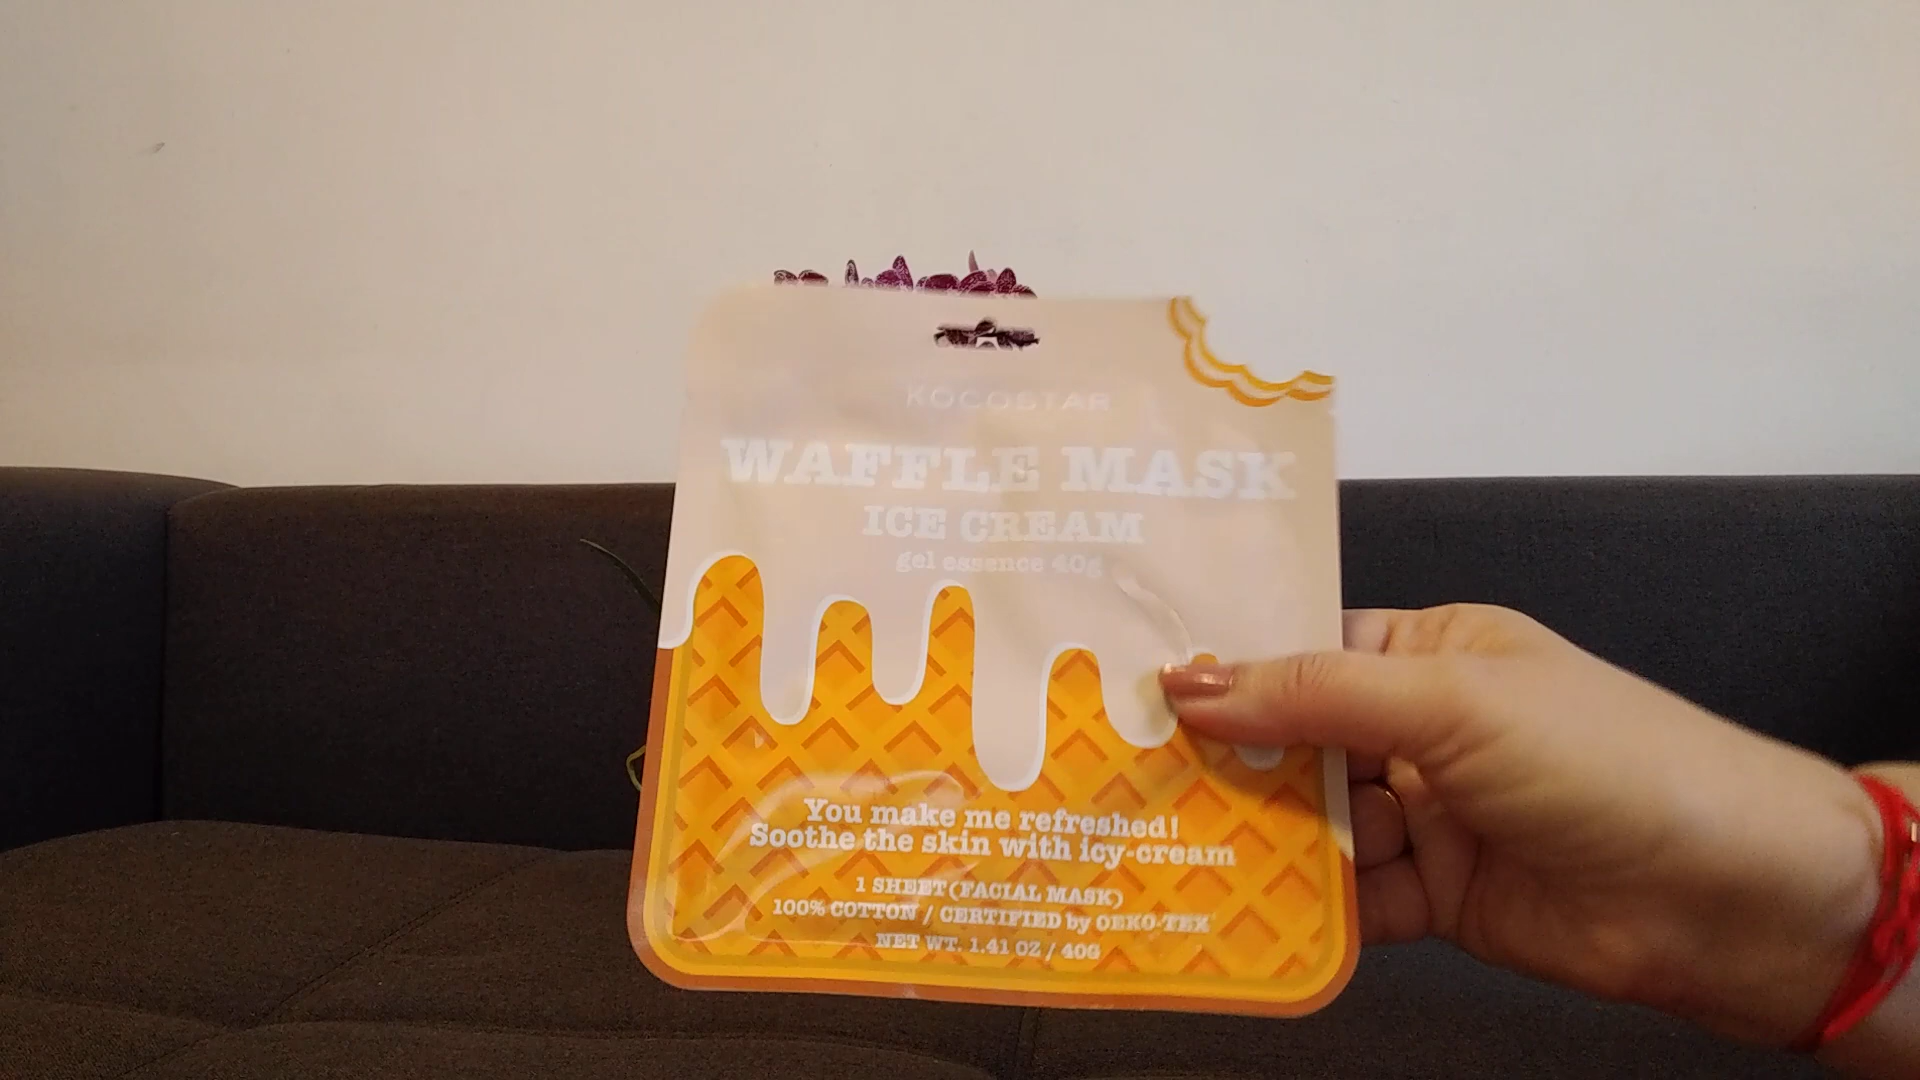 KOCOSTAR
WAFFLE MASK
ICE CREAM
gel essence 40g
You make me refreshed!
Soothe the skin with icy-cream
1 SHEET (FACIAL MASK)
100% COTTON / CERTIFIED by OEKO-TEX
NET WT. 1.41 OZ / 40G